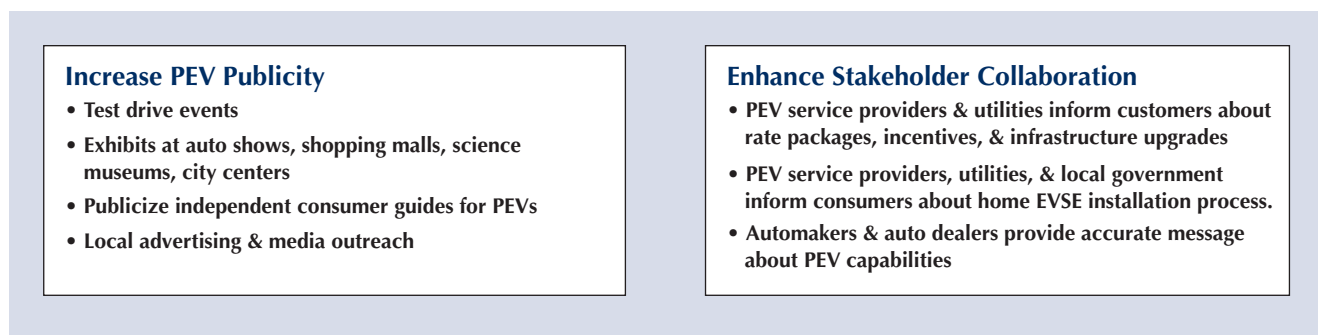 Increase PEV Publicity
• Test drive events
• Exhibits at auto shows, shopping malls, science
museums, city centers
• Publicize independent consumer guides for PEVs
• Local advertising & media outreach
Enhance Stakeholder Collaboration
• PEV service providers & utilities inform customers about
rate packages, incentives, & infrastructure upgrades
• PEV service providers, utilities, & local government
inform consumers about home EVSE installation process.
• Automakers & auto dealers provide accurate message
about PEV capabilities